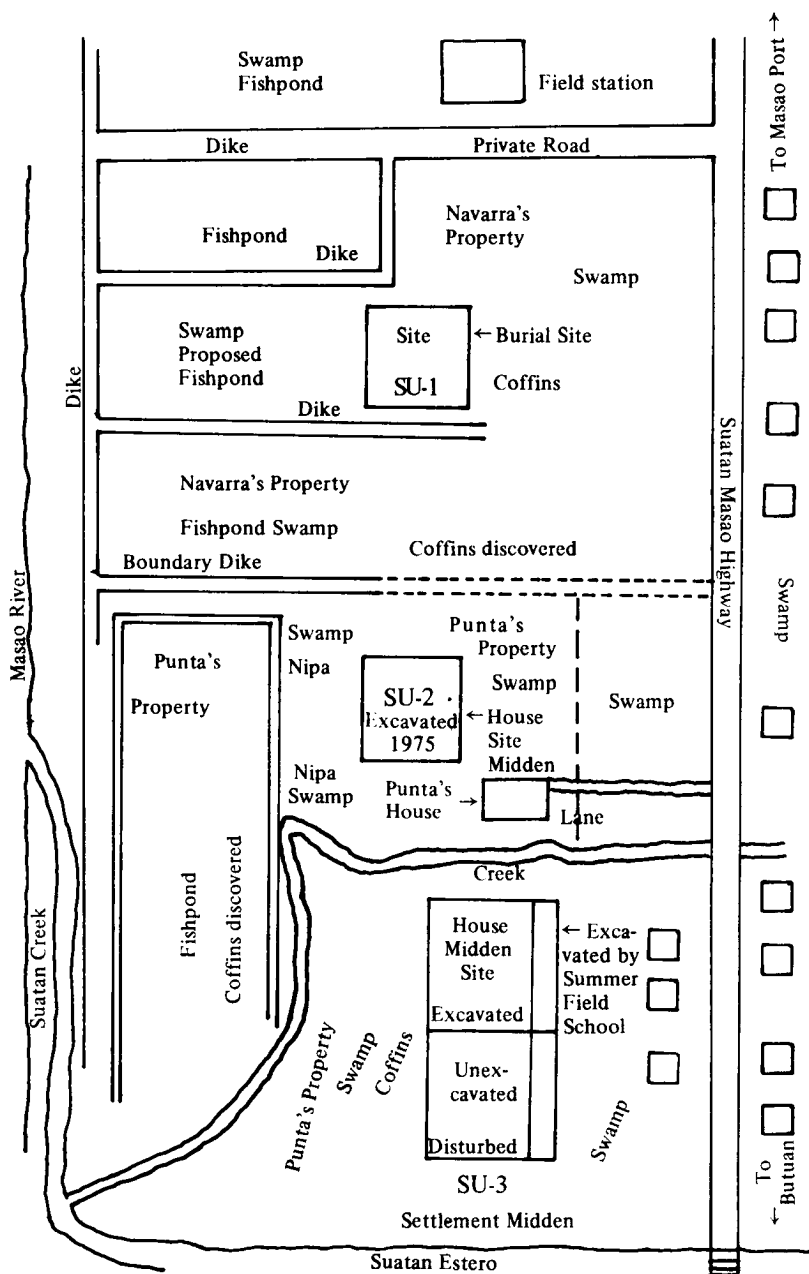 To Masao Port →
Swamp
Fishpond
Field station
Dike
Private Road
Fishpond
Dike
Navarra's
Property
Swamp
Dike
Swamp
Proposed
Fishpond
Site
SU-1
← Burial Site
Coffins
Dike
Suatan Masao Highway
Navarra's Property
Fishpond Swamp
Coffins discovered
Boundary Dike
Masao River
Swamp
Punta's
Property
Swamp
Nipa
Punta's
Property
Swamp
SU-2
Excavated
1975
← House
Site
Midden
Swamp
Nipa
Swamp
Punta's
House →
Lane
Creek
Suatan Creek
Fishpond
Coffins discovered
House
Midden
Site
Excavated
← Exca-
vated by
Summer
Field
School
Unex-
cavated
Disturbed
Punta's Property
Swamp
Coffins
Swamp
SU-3
Settlement Midden
← To
Butuan
Suatan Estero